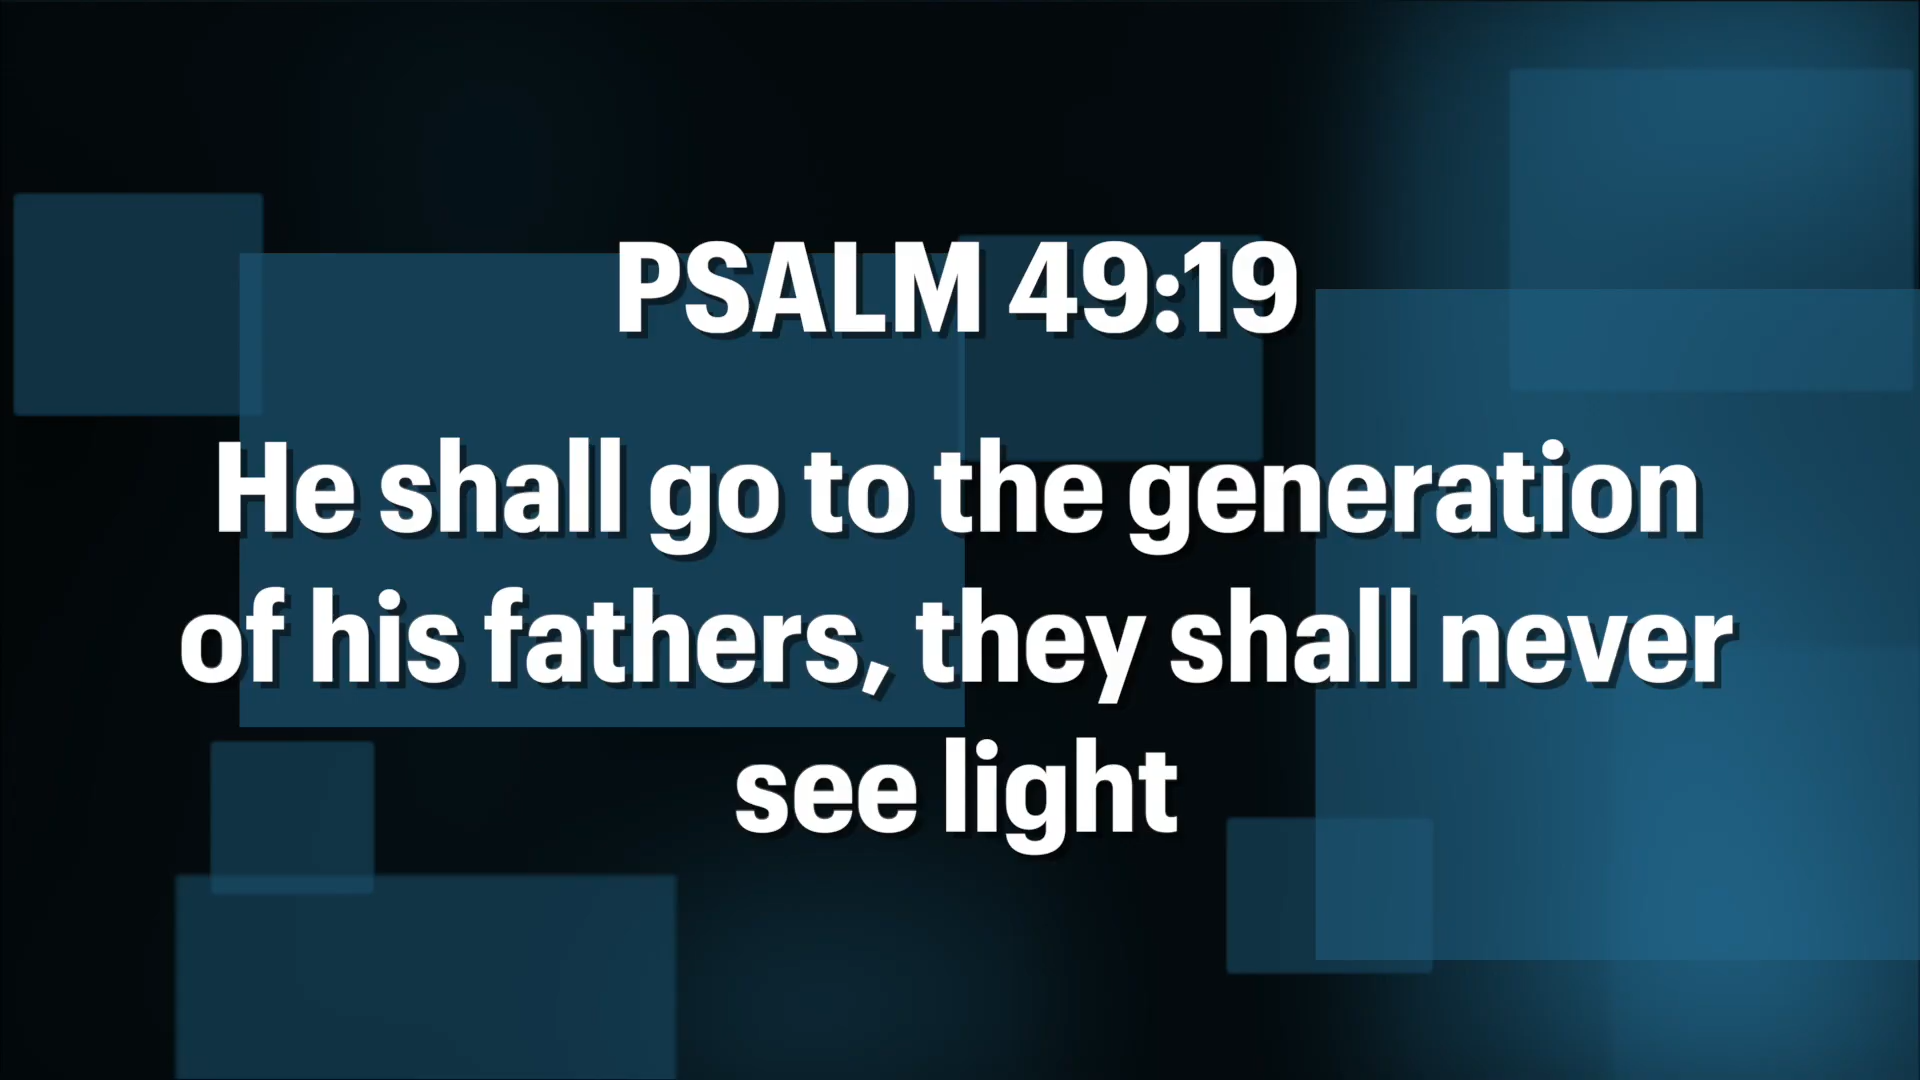 PSALM 49:19
He shall go to the generation
of his fathers, they shall never
see light